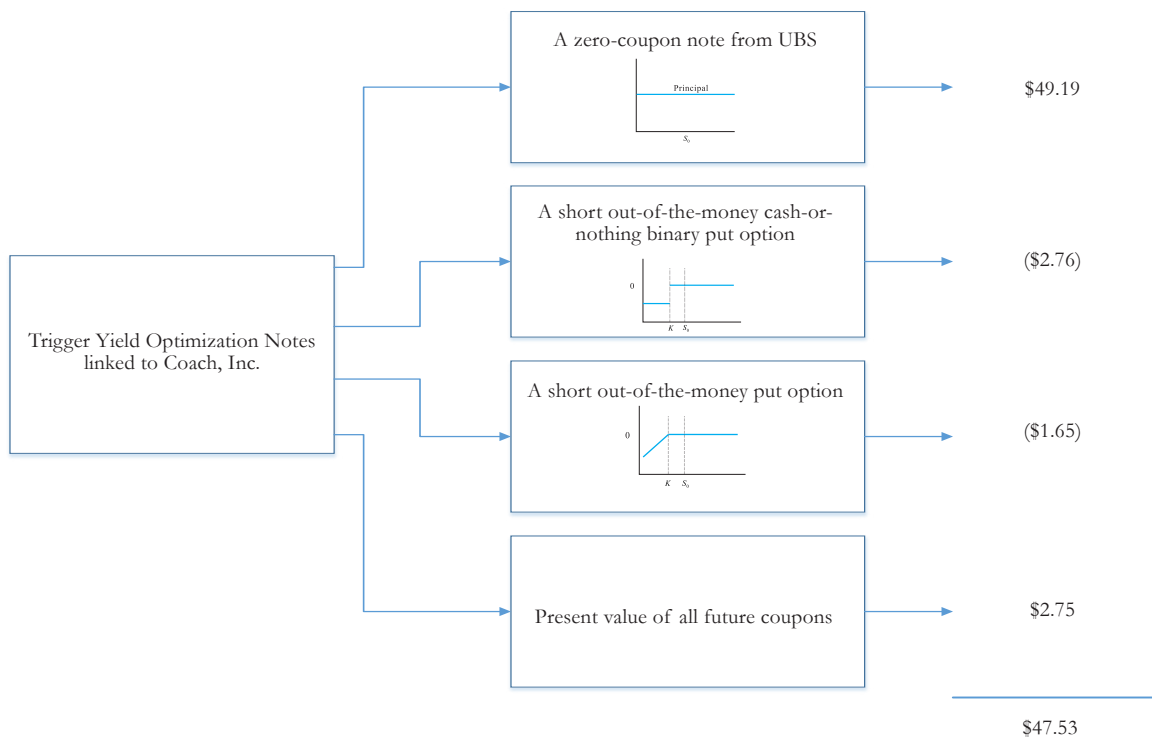 A zero-coupon note from UBS
Principal
S0
$49.19
A short out-of-the-money cash-or-
nothing binary put option
0
K S0
($2.76)
Trigger Yield Optimization Notes
linked to Coach, Inc.
A short out-of-the-money put option
0
K S0
($1.65)
Present value of all future coupons
$2.75
$47.53